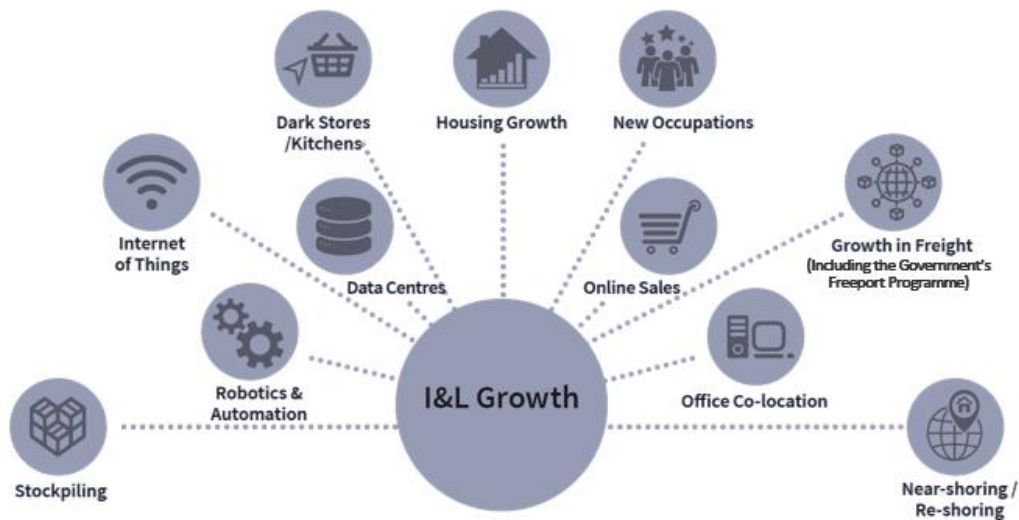 Dark Stores
/Kitchens
Housing Growth
New Occupations
Internet
of Things
Data Centres
Online Sales
Growth in Freight
(Including the Government's
Freeport Programme)
Robotics &
Automation
I&L Growth
Office Co-location
Stockpiling
Near-shoring /
Re-shoring